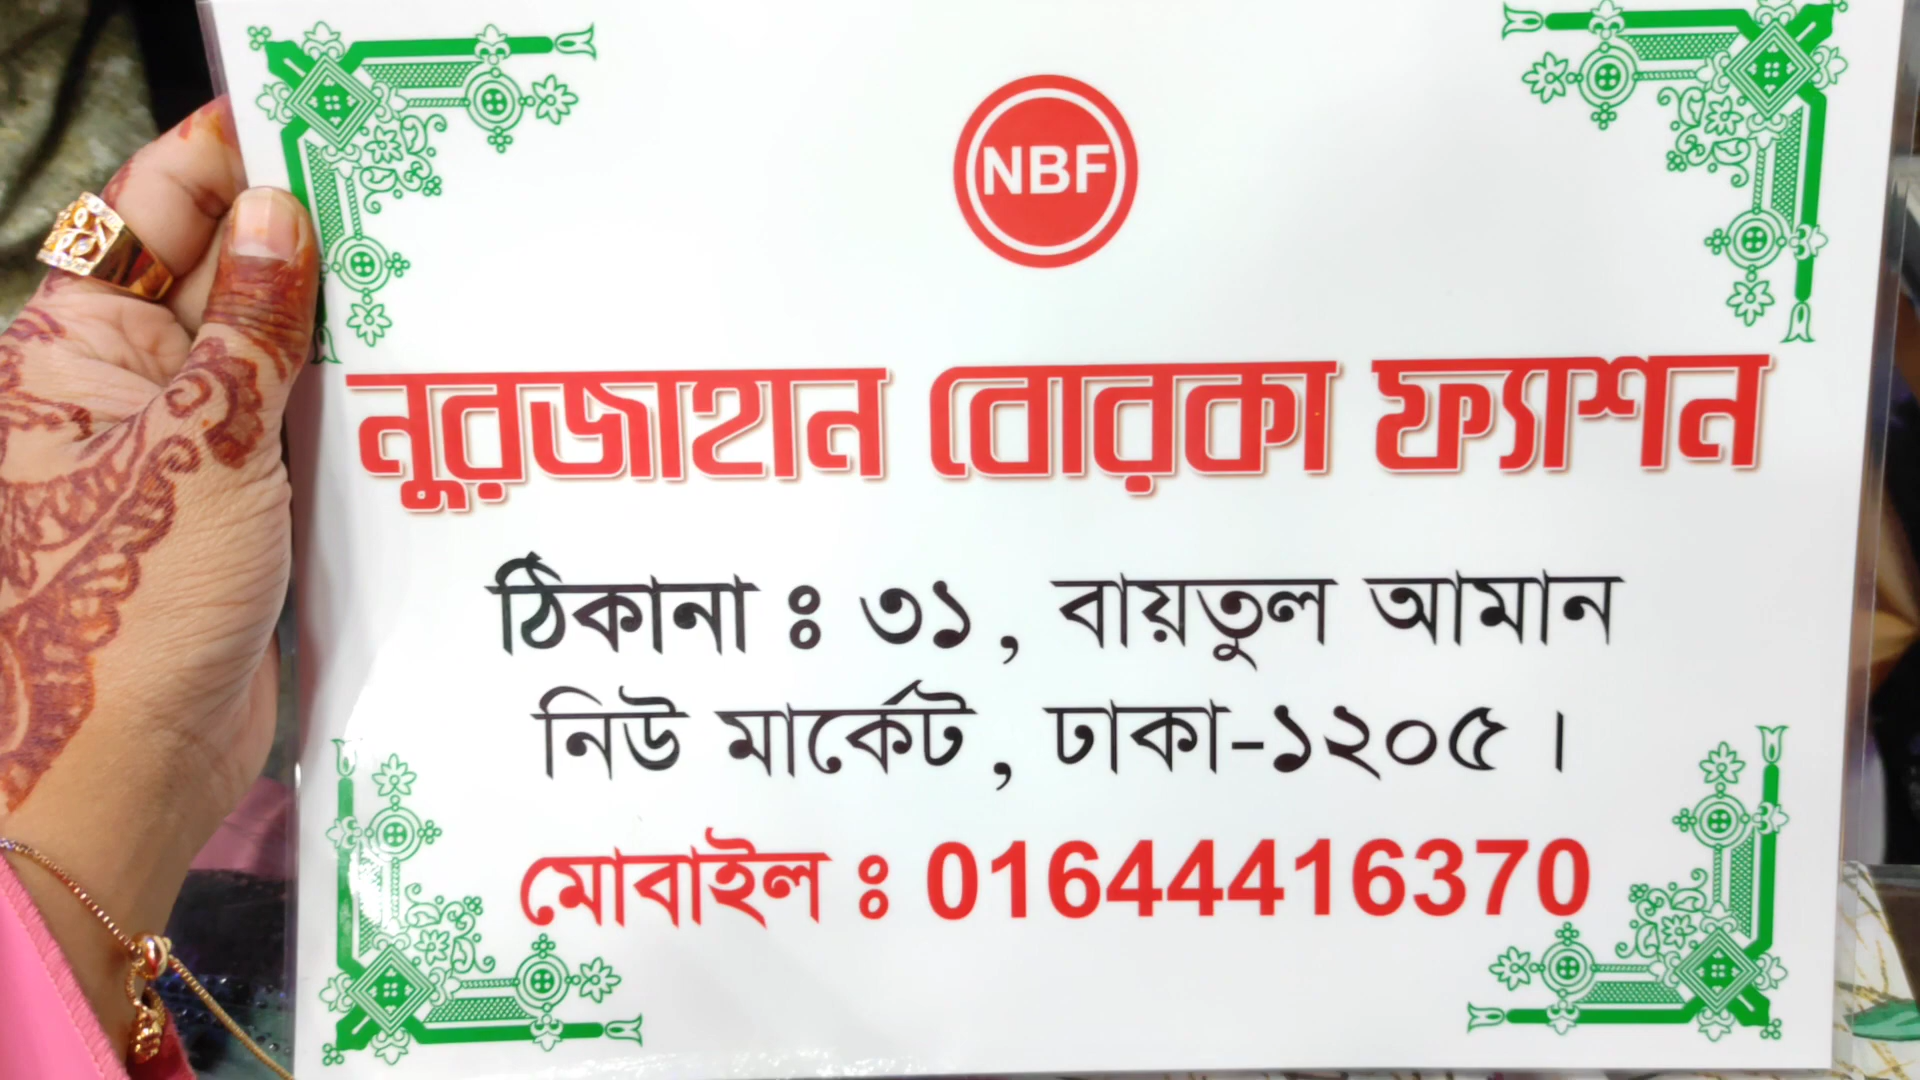 NBF
নুরজাহান বোরকা ফ্যাশন
ঠিকানা ঃ ৩১, বায়তুল আমান
নিউ মার্কেট, ঢাকা-১২০৫।
মোবাইল ঃ 01644416370